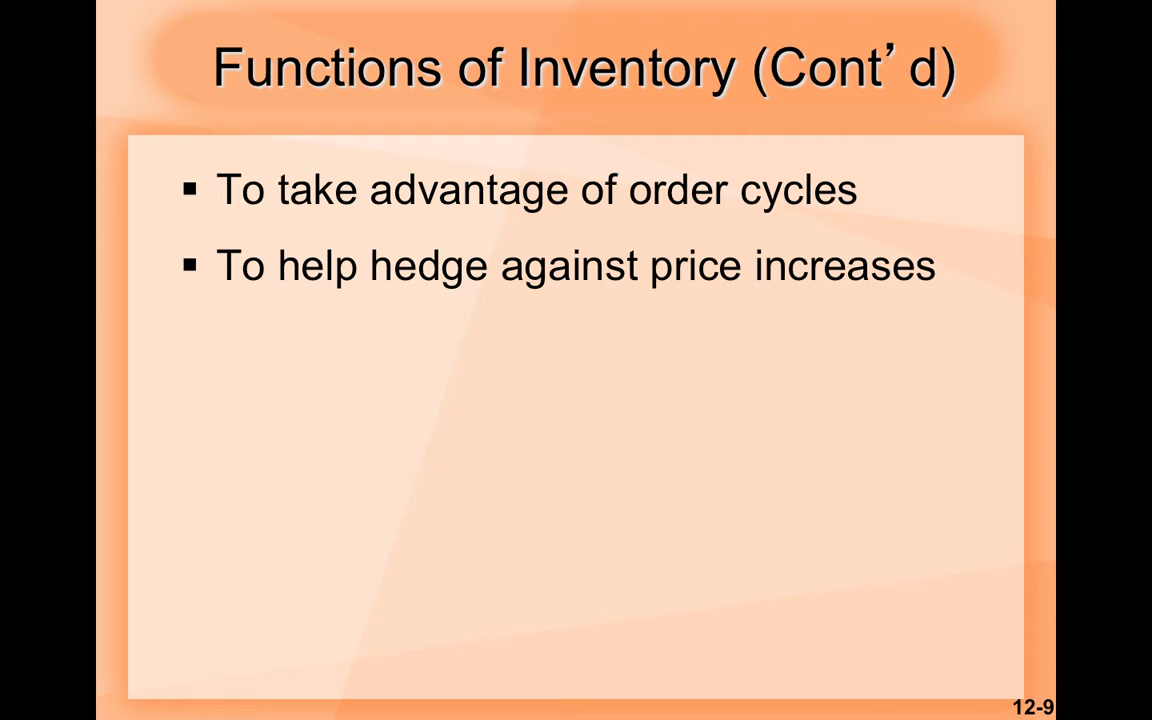 Functions of Inventory (Cont’d)
▪ To take advantage of order cycles
▪ To help hedge against price increases
12-9